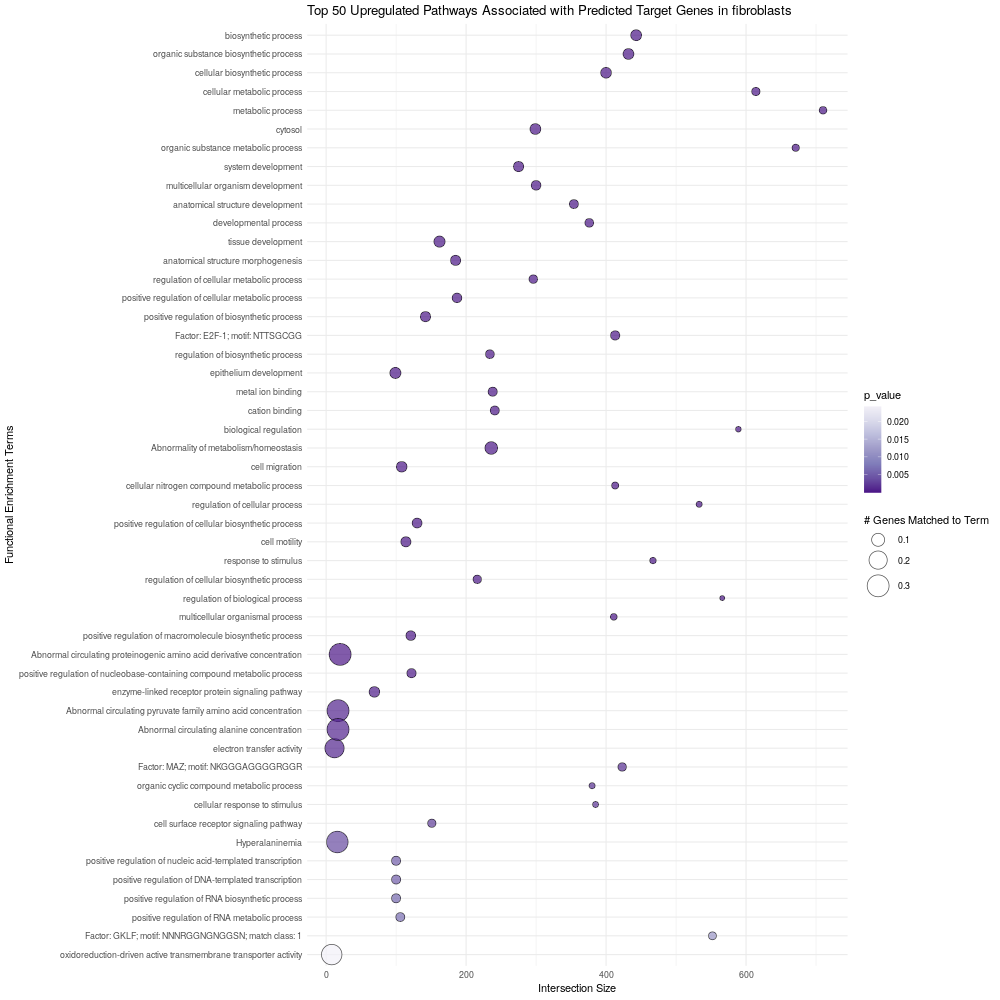 Top 50 Upregulated Pathways Associated with Predicted Target Genes in fibroblasts
Functional Enrichment Terms
biosynthetic process
organic substance biosynthetic process
cellular biosynthetic process
cellular metabolic process
metabolic process
cytosol
organic substance metabolic process
system development
multicellular organism development
anatomical structure development
developmental process
tissue development
anatomical structure morphogenesis
regulation of cellular metabolic process
positive regulation of cellular metabolic process
positive regulation of biosynthetic process
Factor: E2F-1; motif: NTTSGCGG
regulation of biosynthetic process
epithelium development
metal ion binding
cation binding
biological regulation
Abnormality of metabolism/homeostasis
cell migration
cellular nitrogen compound metabolic process
regulation of cellular process
positive regulation of cellular biosynthetic process
cell motility
response to stimulus
regulation of cellular biosynthetic process
regulation of biological process
multicellular organismal process
positive regulation of macromolecule biosynthetic process
Abnormal circulating proteinogenic amino acid derivative concentration
positive regulation of nucleobase-containing compound metabolic process
enzyme-linked receptor protein signaling pathway
Abnormal circulating pyruvate family amino acid concentration
Abnormal circulating alanine concentration
electron transfer activity
Factor: MAZ; motif: NKGGGAGGGGRGGR
organic cyclic compound metabolic process
cellular response to stimulus
cell surface receptor signaling pathway
Hyperalaninemia
positive regulation of nucleic acid-templated transcription
positive regulation of DNA-templated transcription
positive regulation of RNA biosynthetic process
positive regulation of RNA metabolic process
Factor: GKLF; motif: NNNRGGNGNGGSN; match class: 1
oxidoreduction-driven active transmembrane transporter activity
0 200 400 600
Intersection Size
p_value
0.020
0.015
0.010
0.005
# Genes Matched to Term
0.1
0.2
0.3